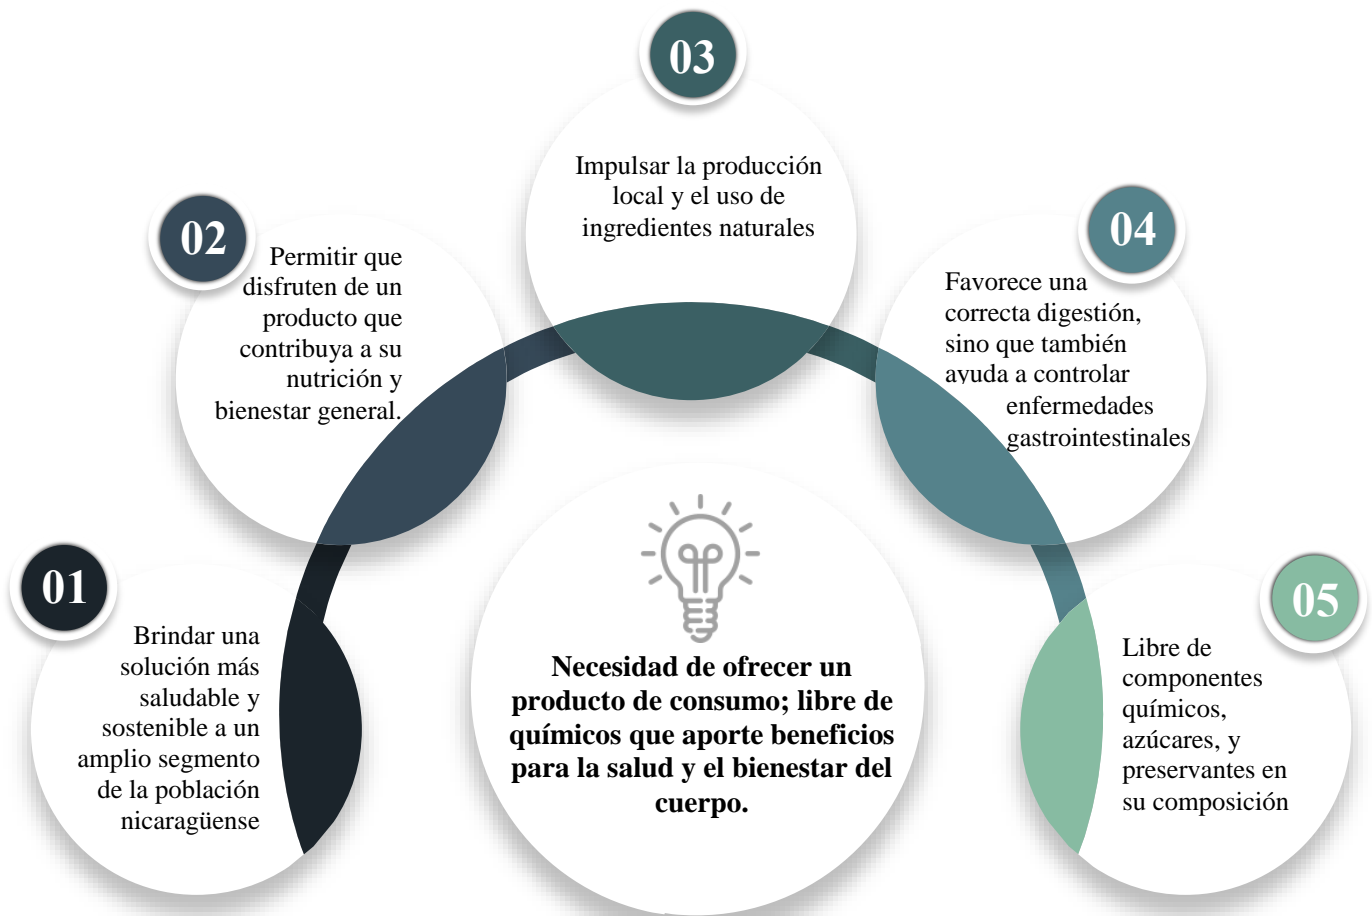 01
Brindar una
solución más
saludable y
sostenible a un
amplio segmento
de la población
nicaragüense
02
Permitir que
disfruten de un
producto que
contribuya a su
nutrición y
bienestar general.
03
Impulsar la producción
local y el uso de
ingredientes naturales
04
Favorece una
correcta digestión,
sino que también
ayuda a controlar
enfermedades
gastrointestinales
05
Libre de
componentes
químicos,
azúcares, y
preservantes en
su composición
Necesidad de ofrecer un
producto de consumo; libre de
químicos que aporte beneficios
para la salud y el bienestar del
cuerpo.